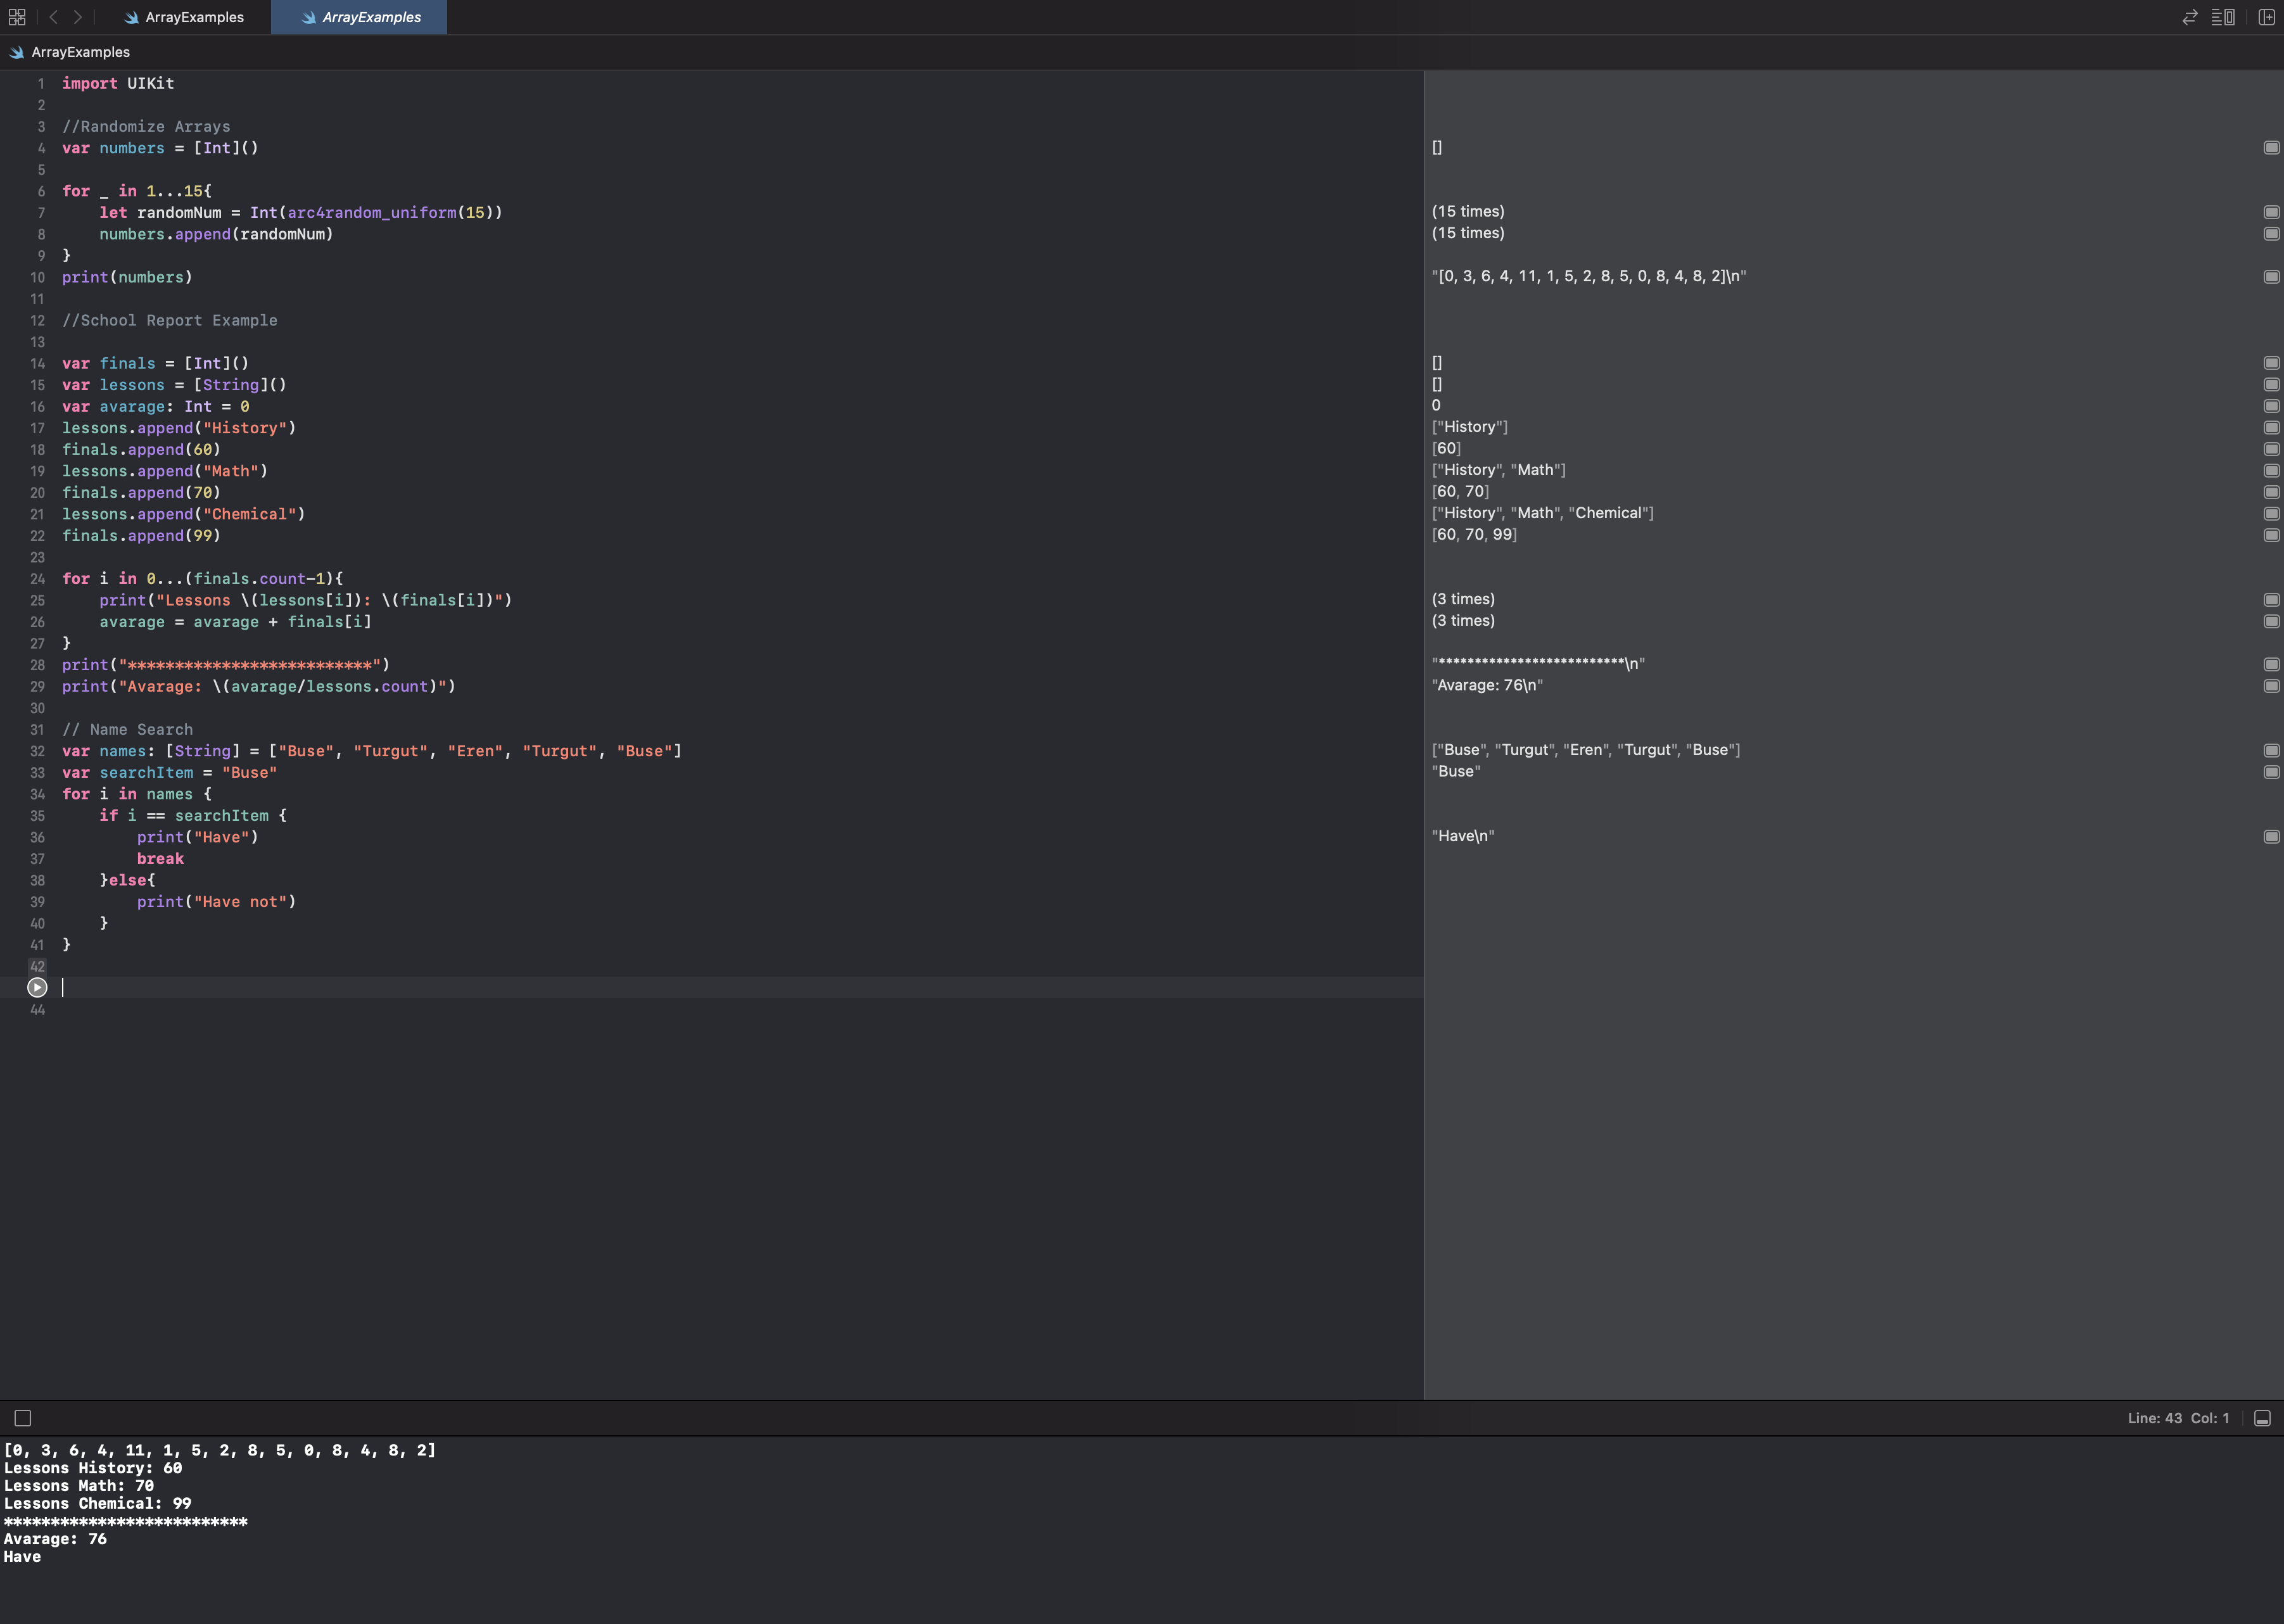 ArrayExamples
ArrayExamples
ArrayExamples
1 import UIKit
2
3 //Randomize Arrays
4 var numbers = [Int]()
[]
5
6 for _ in 1...15{
7     let randomNum = Int(arc4random_uniform(15))
(15 times)
8     numbers.append(randomNum)
(15 times)
9 }
10 print(numbers)
"[0, 3, 6, 4, 11, 1, 5, 2, 8, 5, 0, 8, 4, 8, 2]\n"
11
12 //School Report Example
13
14 var finals = [Int]()
[]
15 var lessons = [String]()
[]
16 var avarage: Int = 0
0
17 lessons.append("History")
["History"]
18 finals.append(60)
[60]
19 lessons.append("Math")
["History", "Math"]
20 finals.append(70)
[60, 70]
21 lessons.append("Chemical")
["History", "Math", "Chemical"]
22 finals.append(99)
[60, 70, 99]
23
24 for i in 0...(finals.count-1){
25     print("Lessons \(lessons[i]): \(finals[i])")
(3 times)
26     avarage = avarage + finals[i]
(3 times)
27 }
28 print("**************************")
"**************************\n"
29 print("Avarage: \(avarage/lessons.count)")
"Avarage: 76\n"
30
31 // Name Search
32 var names: [String] = ["Buse", "Turgut", "Eren", "Turgut", "Buse"]
["Buse", "Turgut", "Eren", "Turgut", "Buse"]
33 var searchItem = "Buse"
"Buse"
34 for i in names {
35     if i == searchItem {
36         print("Have")
"Have\n"
37         break
38     }else{
39         print("Have not")
40     }
41 }
42
44
Line: 43 Col: 1
[0, 3, 6, 4, 11, 1, 5, 2, 8, 5, 0, 8, 4, 8, 2]
Lessons History: 60
Lessons Math: 70
Lessons Chemical: 99
**************************
Avarage: 76
Have